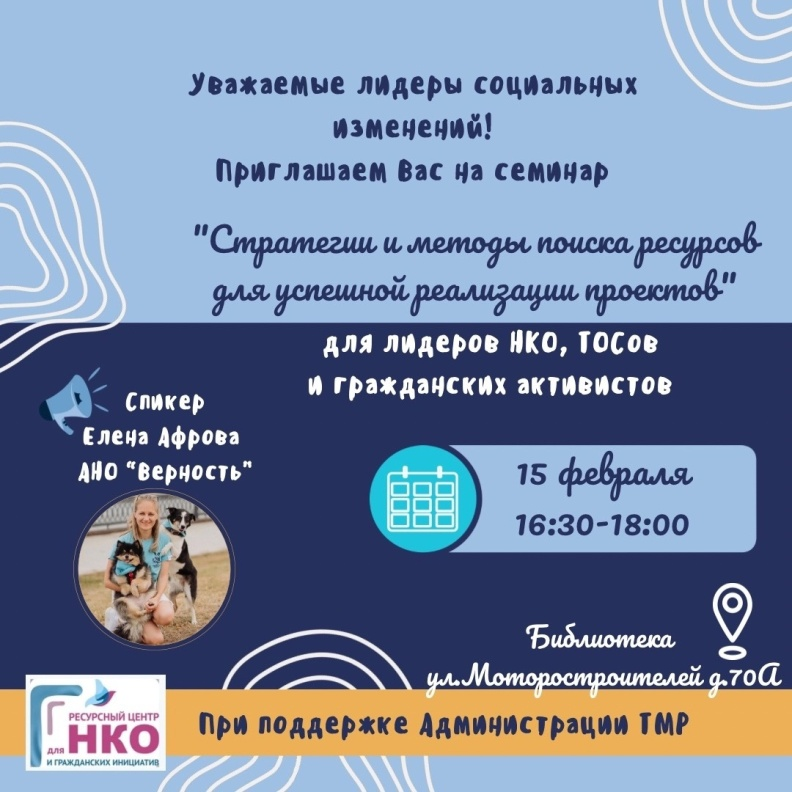 Уважаемые лидеры социальных
изменений!
Приглашаем Вас на семинар
"Стратегии и методы поиска ресурсов
для успешной реализации проектов"
для лидеров НКО, ТОСов
и гражданских активистов
Спикер
Елена Афрова
АНО "Верность"
15 февраля
16:30-18:00
Библиотека
ул.Моторостроителей д.70А
РЕСУРСНЫЙ ЦЕНТР
для НКО
И ГРАЖДАНСКИХ ИНИЦИАТИВ
При поддержке Администрации ТМР